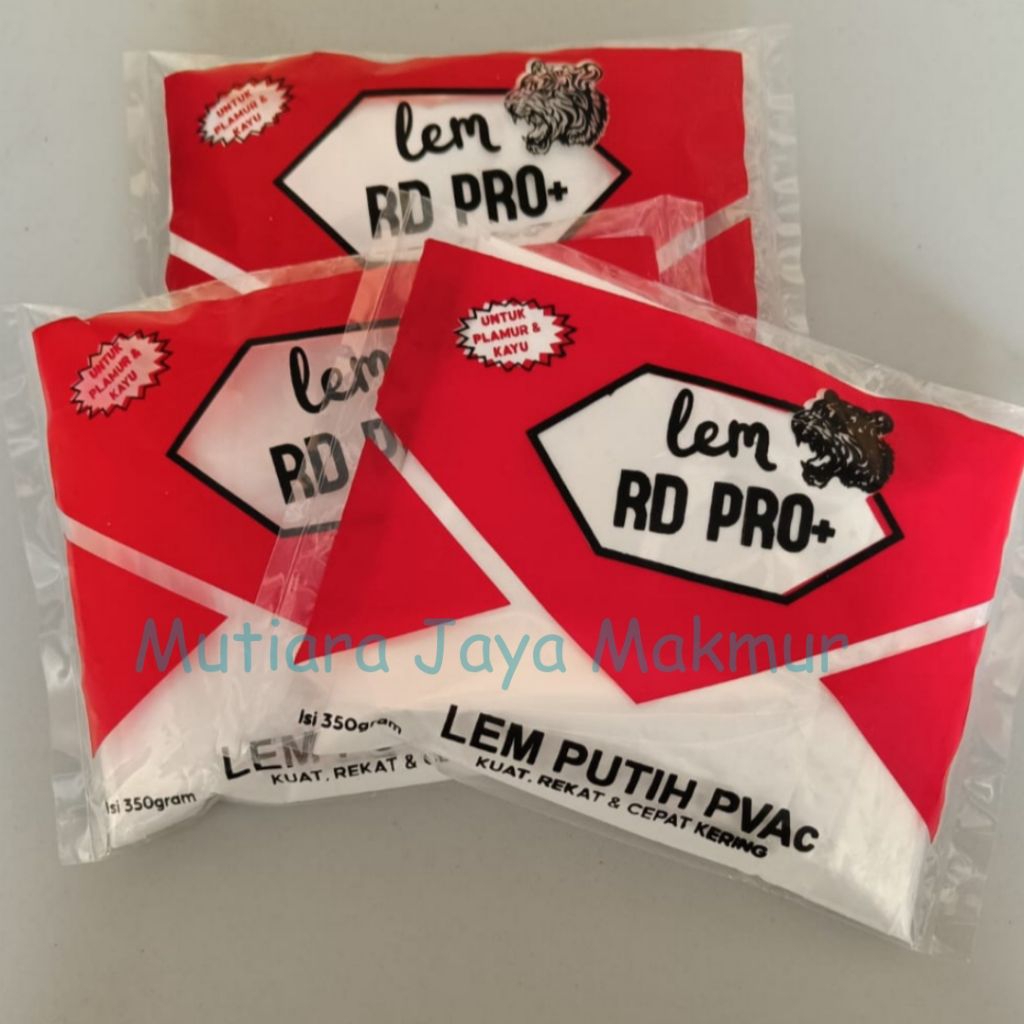 UNTUK
PLAMUR &
KAYU
lem
RD PRO+
UNTUK
PLAMUR &
KAYU
lem
RD
UNTUK
PLAMUR &
KAYU
lem
RD PRO+
Mutiara Jaya Makmur
Isi 350gram
LEM
KUAT, REKAT &
Isi 350gram
LEM PUTIH PVAc
KUAT, REKAT & CEPAT KERING